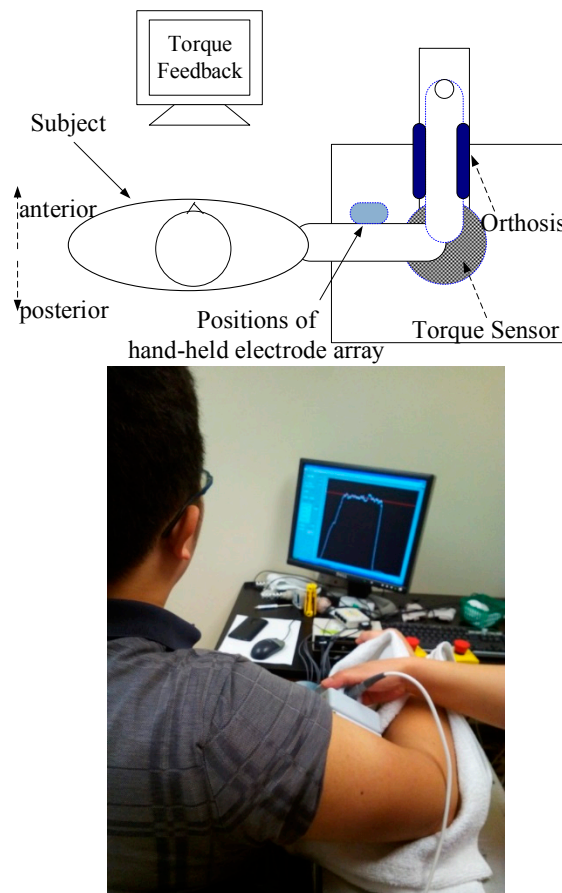 Torque
Feedback
Subject
anterior
Orthosis
posterior
Positions of
hand-held electrode array
Torque Sensor